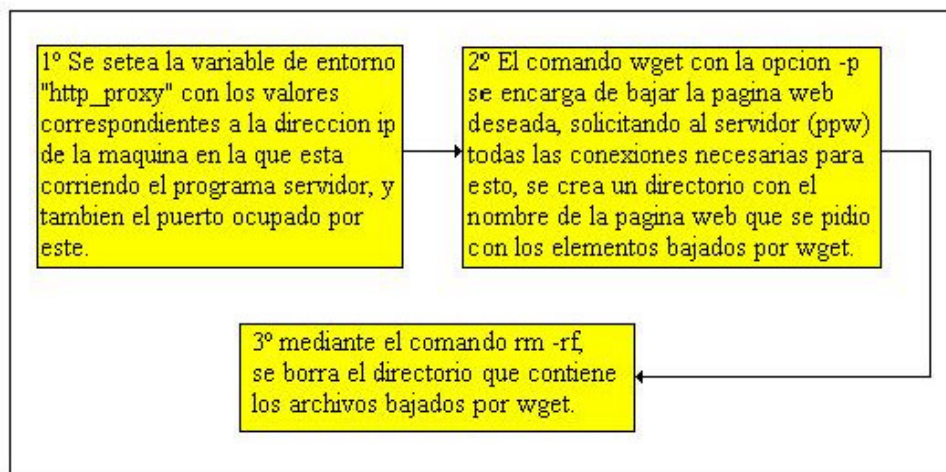 1º Se setea la variable de entorno
"http_proxy" con los valores
correspondientes a la direccion ip
de la maquina en la que esta
corriendo el programa servidor, y
tambien el puerto ocupado por
este.
2º El comando wget con la opcion -p
se encarga de bajar la pagina web
deseada, solicitando al servidor (ppw)
todas las conexiones necesarias para
esto, se crea un directorio con el
nombre de la pagina web que se pidio
con los elementos bajados por wget.
3º mediante el comando rm -rf,
se borra el directorio que contiene
los archivos bajados por wget.